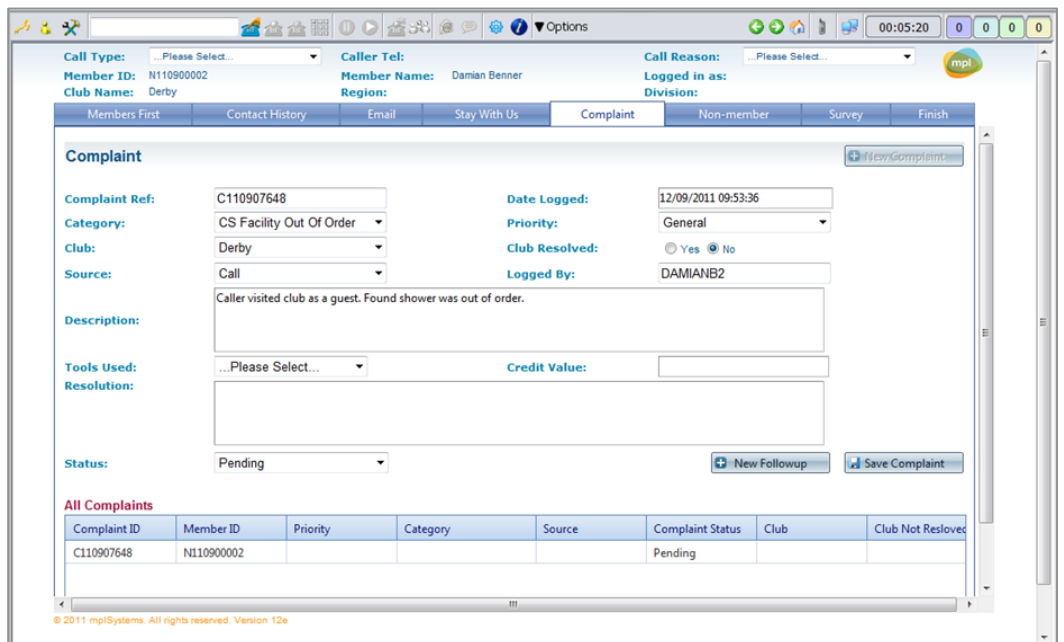 ▼Options 00:05:20 0 0 0 0
Call Type: ...Please Select... Caller Tel: Call Reason: ...Please Select...
Member ID: N110900002 Member Name: Damian Benner Logged in as:
Club Name: Derby Region: Division:
mpl
Members First Contact History Email Stay With Us Complaint Non-member Survey Finish
Complaint New Complaint
Complaint Ref: C110907648 Date Logged: 12/09/2011 09:53:36
Category: CS Facility Out Of Order Priority: General
Club: Derby Club Resolved: Yes No
Source: Call Logged By: DAMIANB2
Description: Caller visited club as a guest. Found shower was out of order.
Tools Used: ...Please Select... Credit Value:
Resolution:
Status: Pending New Followup Save Complaint
All Complaints
Complaint ID Member ID Priority Category Source Complaint Status Club Club Not Resloved
C110907648 N110900002 Pending
© 2011 mplSystems. All rights reserved. Version 12e